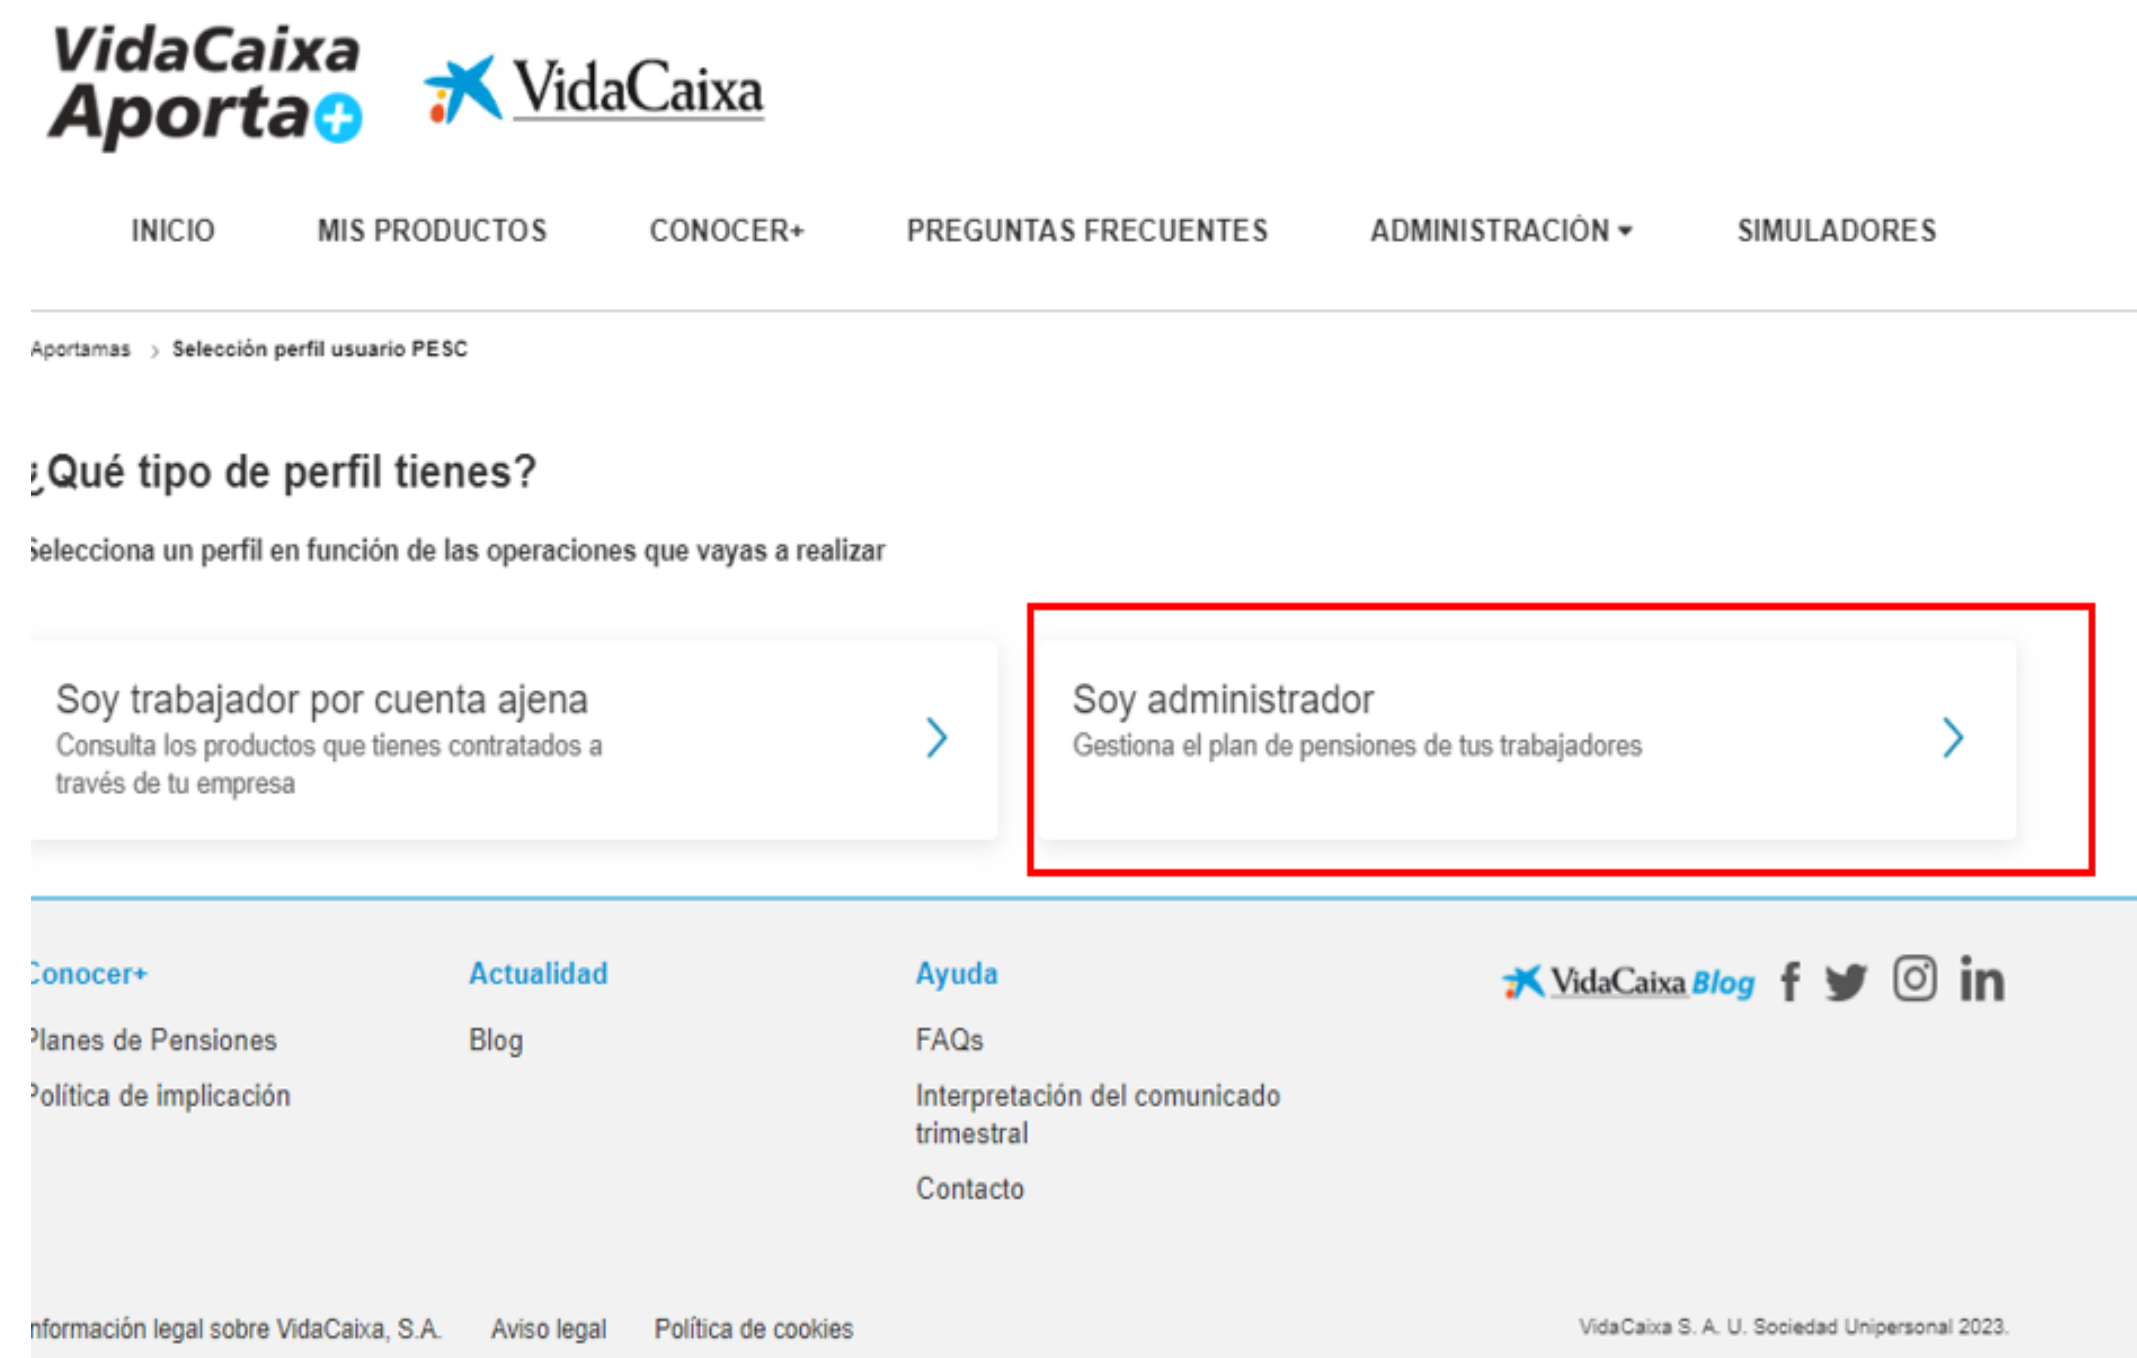 VidaCaixa
Aporta+
VidaCaixa
INICIO MIS PRODUCTOS CONOCER+ PREGUNTAS FRECUENTES ADMINISTRACIÓN SIMULADORES
Aportamas > Selección perfil usuario PESC
¿Qué tipo de perfil tienes?
Selecciona un perfil en función de las operaciones que vayas a realizar
Soy trabajador por cuenta ajena
Consulta los productos que tienes contratados a
través de tu empresa
Soy administrador
Gestiona el plan de pensiones de tus trabajadores
Conocer+
Planes de Pensiones
Política de implicación
Actualidad
Blog
Ayuda
FAQs
Interpretación del comunicado
trimestral
Contacto
VidaCaixa Blog
nformación legal sobre VidaCaixa, S.A. Aviso legal Política de cookies
VidaCaixa S. A. U. Sociedad Unipersonal 2023.